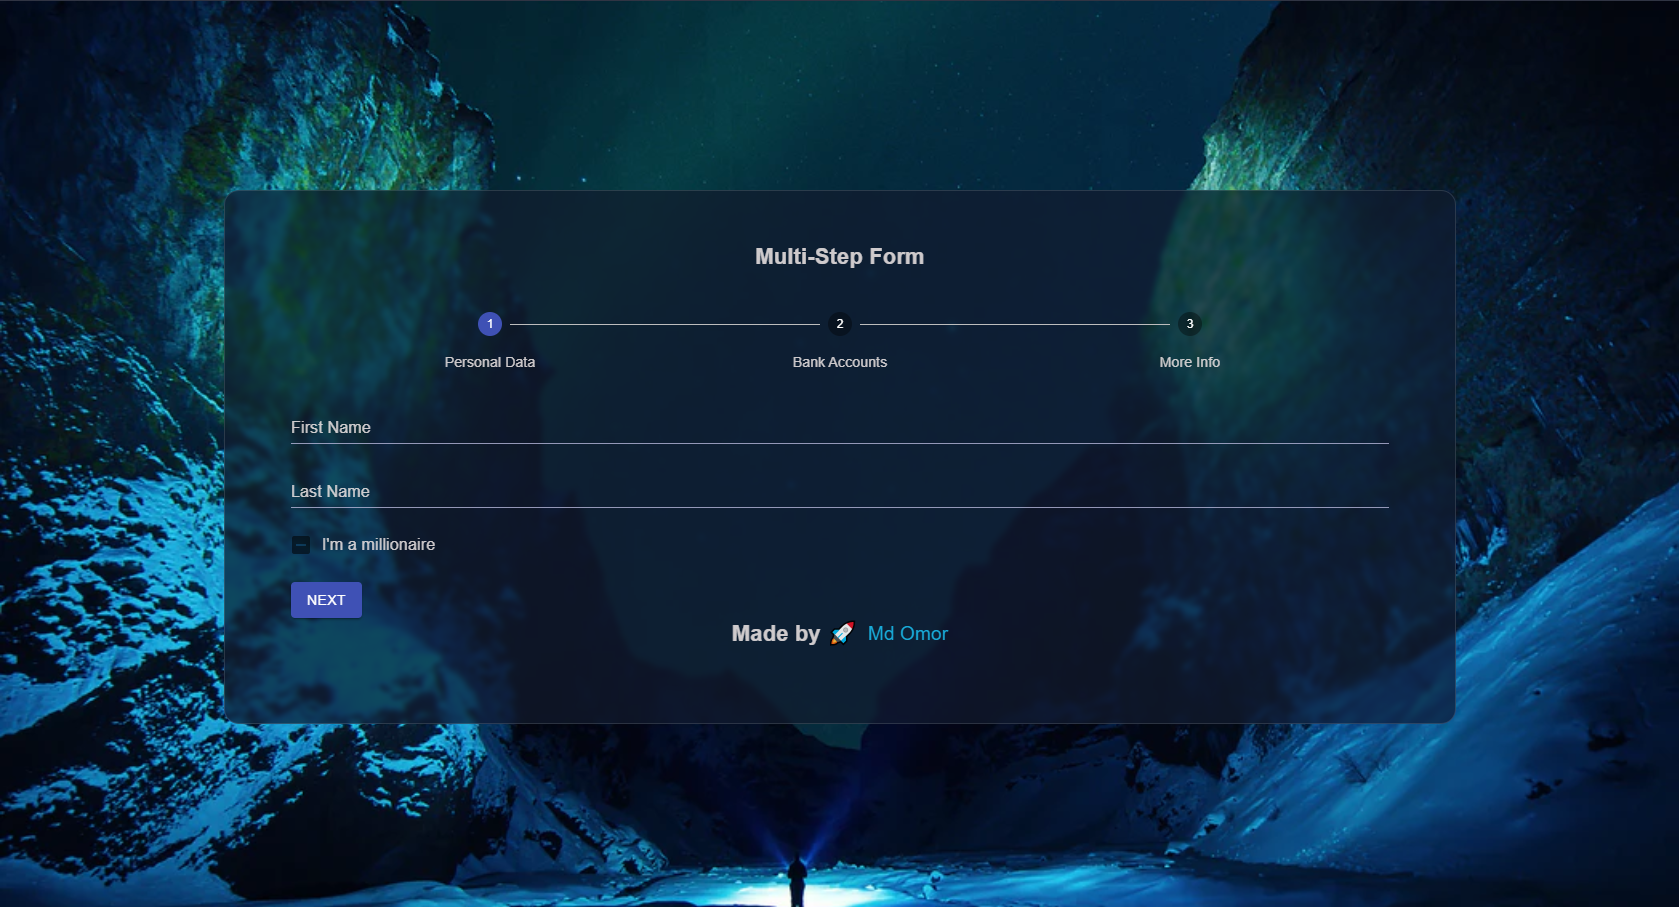 Multi-Step Form
1 2 3
Personal Data Bank Accounts More Info
First Name
Last Name
I'm a millionaire
NEXT
Made by 🚀 Md Omor